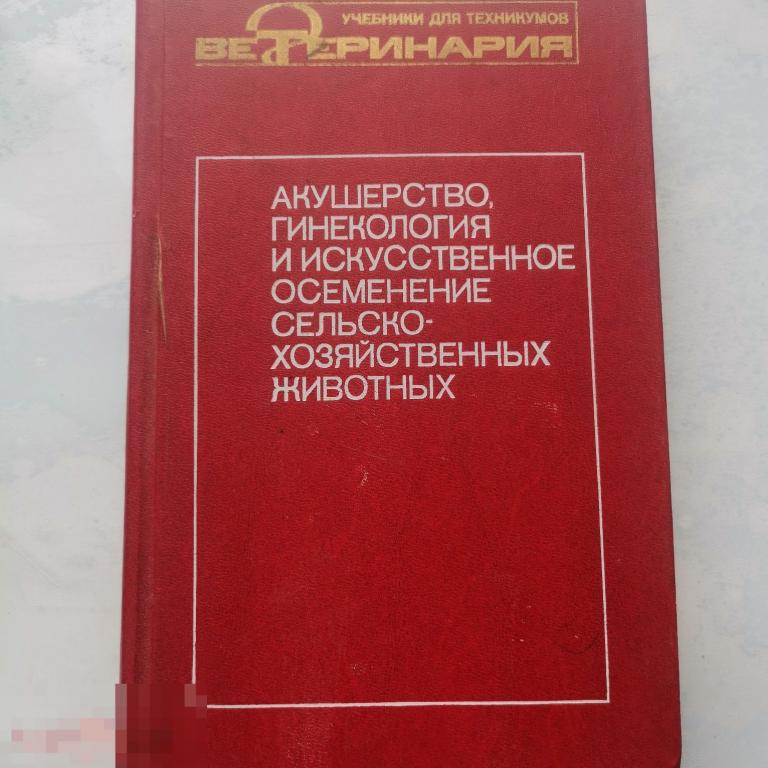 УЧЕБНИКИ ДЛЯ ТЕХНИКУМОВ
ВЕТЕРИНАРИЯ
АКУШЕРСТВО,
ГИНЕКОЛОГИЯ
И ИСКУССТВЕННОЕ
ОСЕМЕНЕНИЕ
СЕЛЬСКО-
ХОЗЯЙСТВЕННЫХ
ЖИВОТНЫХ